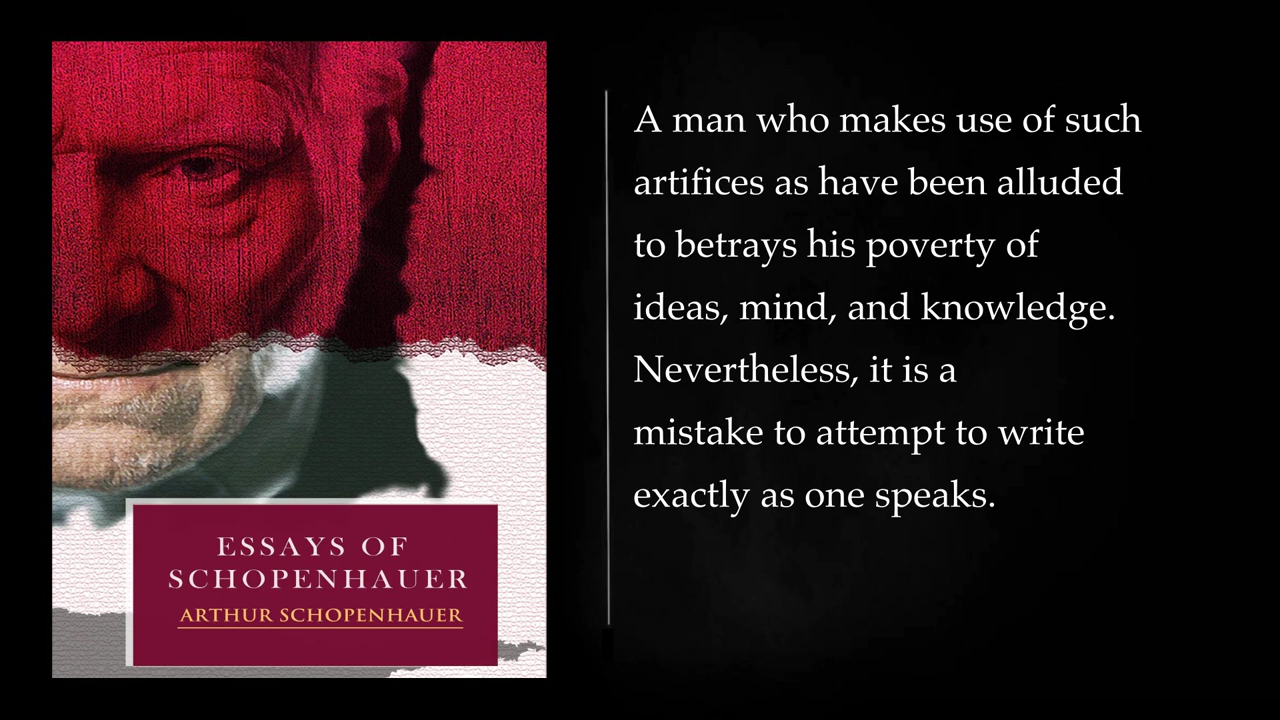 ESSAYS OF
SCHOPENHAUER
ARTHUR SCHOPENHAUER
A man who makes use of such
artifices as have been alluded
to betrays his poverty of
ideas, mind, and knowledge.
Nevertheless, it is a
mistake to attempt to write
exactly as one speaks.